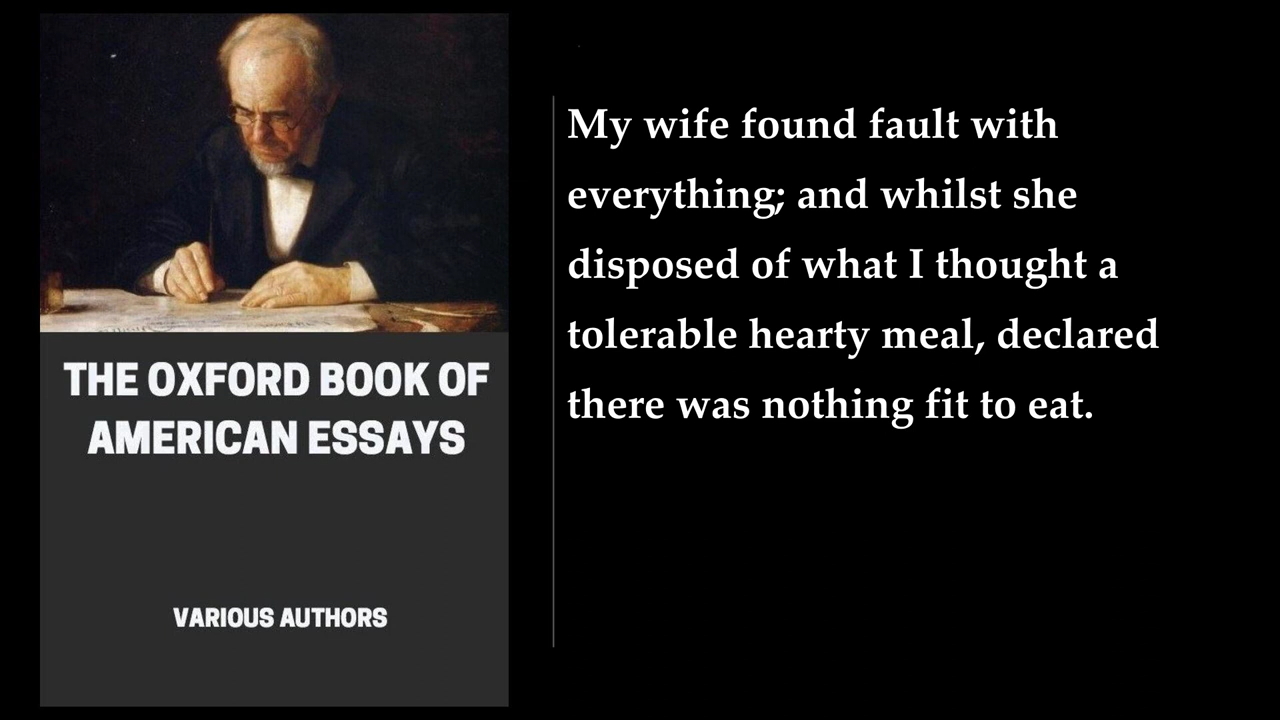 THE OXFORD BOOK OF
AMERICAN ESSAYS
VARIOUS AUTHORS
My wife found fault with
everything; and whilst she
disposed of what I thought a
tolerable hearty meal, declared
there was nothing fit to eat.